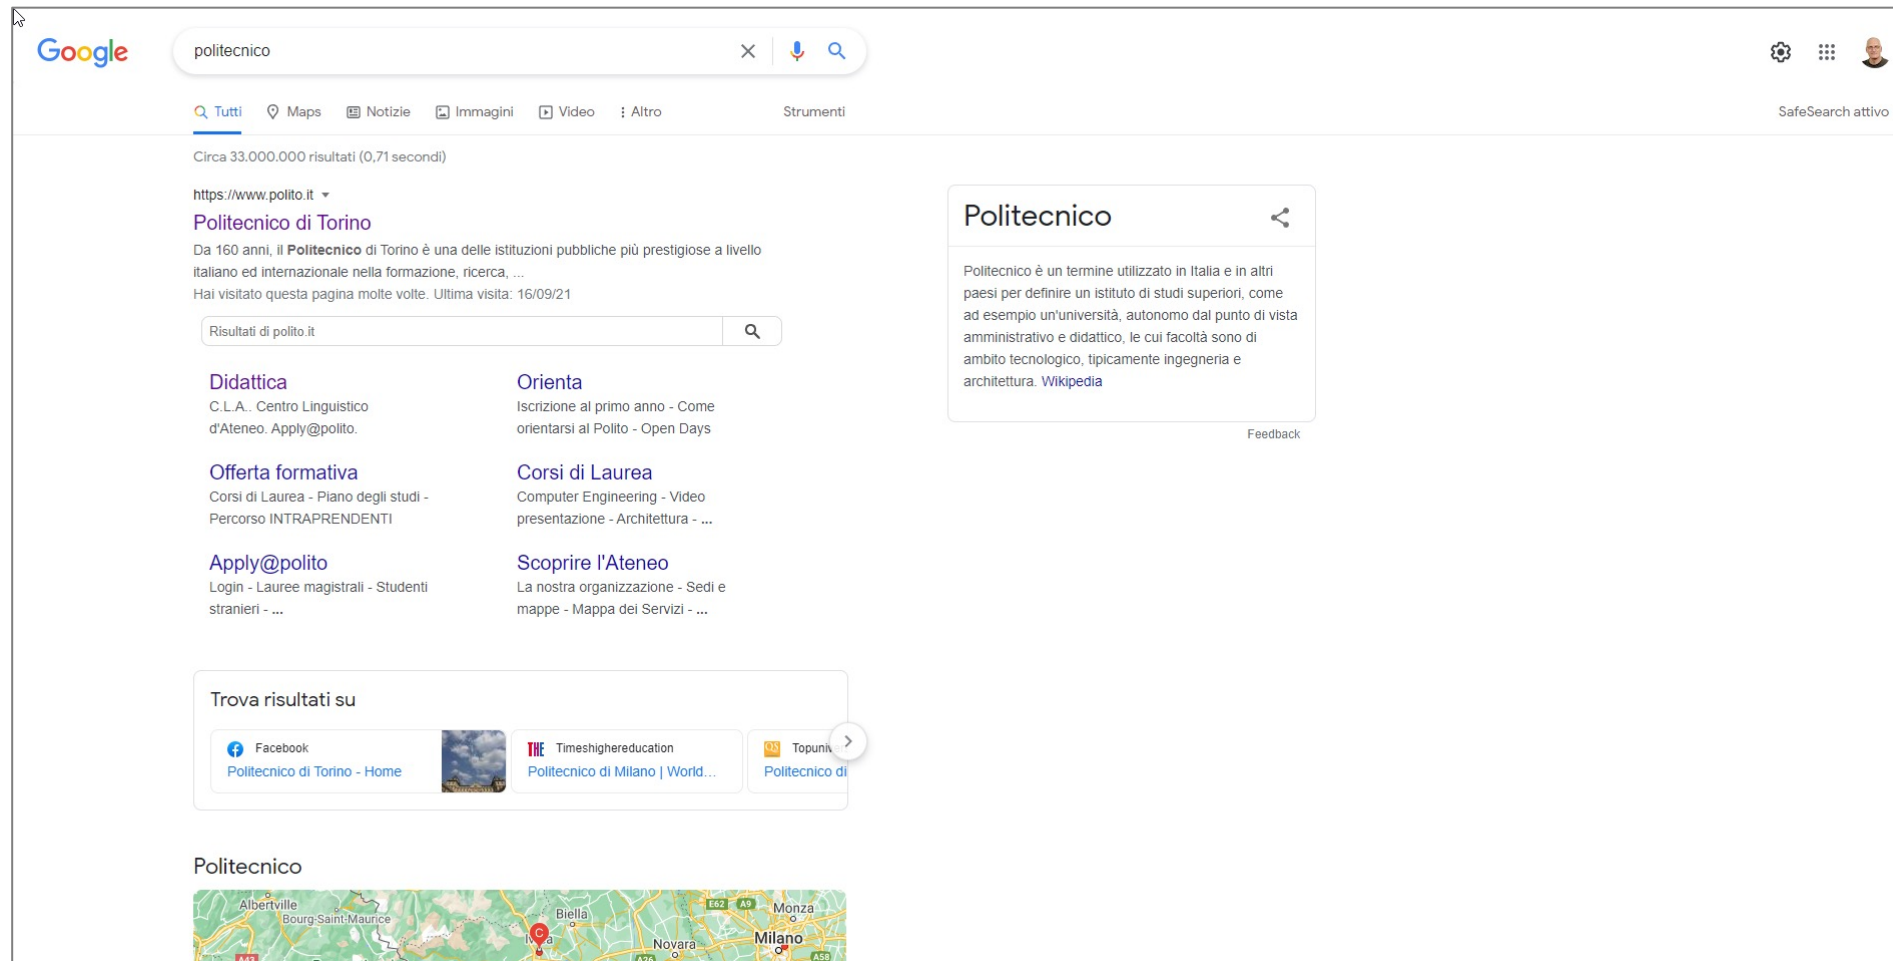 Google
politecnico
Tutti
Maps
Notizie
Immagini
Video
Altro
Strumenti
SafeSearch attivo
Circa 33.000.000 risultati (0,71 secondi)
https://www.polito.it
Politecnico di Torino
Da 160 anni, il Politecnico di Torino è una delle istituzioni pubbliche più prestigiose a livello
italiano ed internazionale nella formazione, ricerca, ...
Hai visitato questa pagina molte volte. Ultima visita: 16/09/21
Risultati di polito.it
Didattica
C.L.A.. Centro Linguistico
d'Ateneo. Apply@polito.
Orienta
Iscrizione al primo anno - Come
orientarsi al Polito - Open Days
Offerta formativa
Corsi di Laurea - Piano degli studi -
Percorso INTRAPRENDENTI
Corsi di Laurea
Computer Engineering - Video
presentazione - Architettura - ...
Apply@polito
Login - Lauree magistrali - Studenti
stranieri - ...
Scoprire l'Ateneo
La nostra organizzazione - Sedi e
mappe - Mappa dei Servizi - ...
Politecnico
Politecnico è un termine utilizzato in Italia e in altri
paesi per definire un istituto di studi superiori, come
ad esempio un'università, autonomo dal punto di vista
amministrativo e didattico, le cui facoltà sono di
ambito tecnologico, tipicamente ingegneria e
architettura. Wikipedia
Feedback
Trova risultati su
Facebook
Politecnico di Torino - Home
THE Timeshighereducation
Politecnico di Milano | World...
QS
Politecnico di
Politecnico
Albertville
Bourg-Saint-Maurice
Biella
C
E62
A9
Monza
Novara
Milano
A43
A26
A58